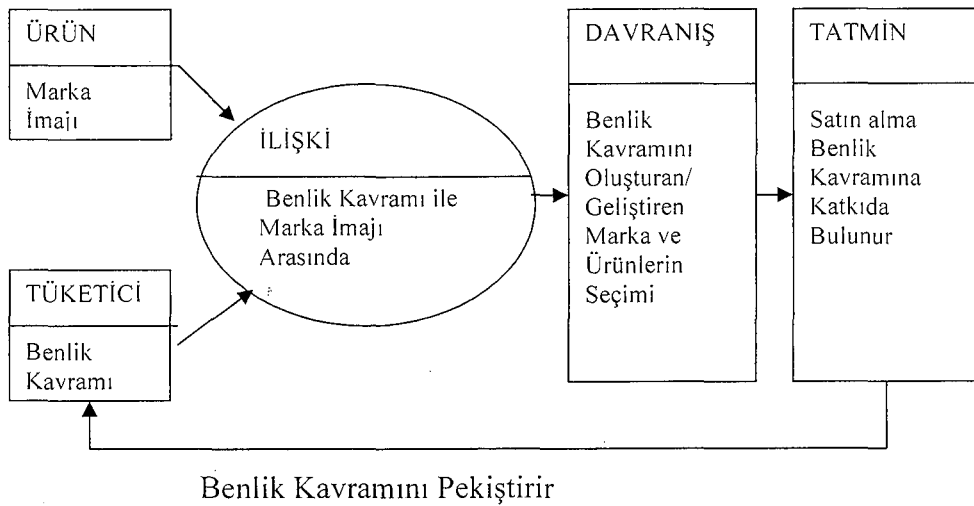 ÜRÜN
Marka
İmajı
TÜKETİCİ
Benlik
Kavramı
İLİŞKİ
Benlik Kavramı ile
Marka İmajı
Arasında
DAVRANIŞ
Benlik
Kavramını
Oluşturan/
Geliştiren
Marka ve
Ürünlerin
Seçimi
TATMİN
Satın alma
Benlik
Kavramına
Katkıda
Bulunur
Benlik Kavramını Pekiştirir